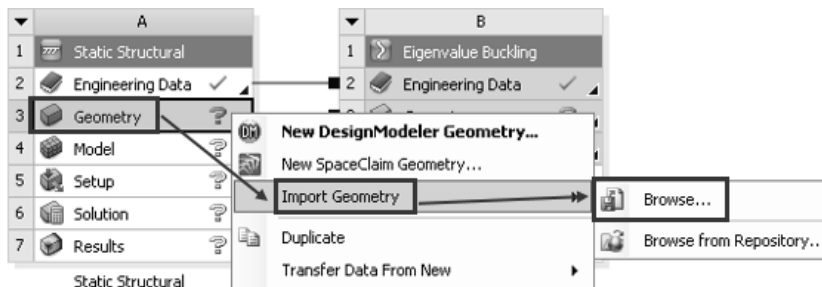 A
1 Static Structural
2 Engineering Data
3 Geometry
4 Model
5 Setup
6 Solution
7 Results
Static Structural
B
1 Eigenvalue Buckling
2 Engineering Data
DM New DesignModeler Geometry...
New SpaceClaim Geometry...
Import Geometry
Duplicate
Transfer Data From New
Browse...
Browse from Repository..